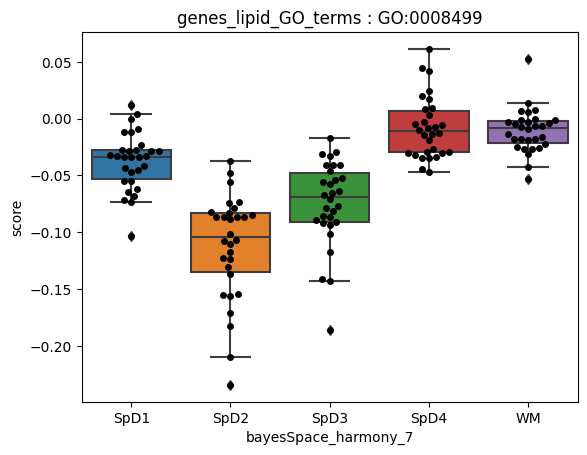 genes_lipid_GO_terms : GO:0008499
0.05
0.00
−0.05
−0.10
−0.15
−0.20
score
SpD1 SpD2 SpD3 SpD4 WM
bayesSpace_harmony_7